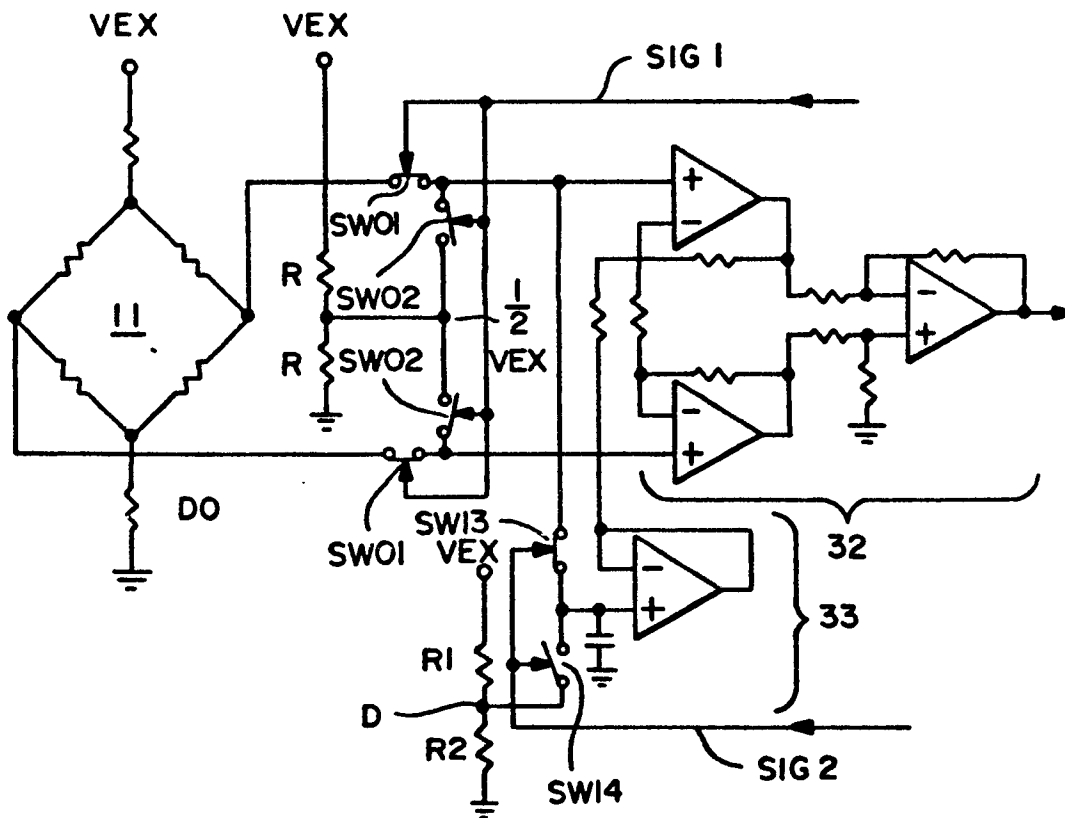 VEX
VEX
SIG 1
SW01
R
SW02
1/2
11
R
SW02
VEX
DO
SW01
SW13
VEX
32
33
R1
D
R2
SIG 2
SW14
+
-
-
+
-
+
-
+